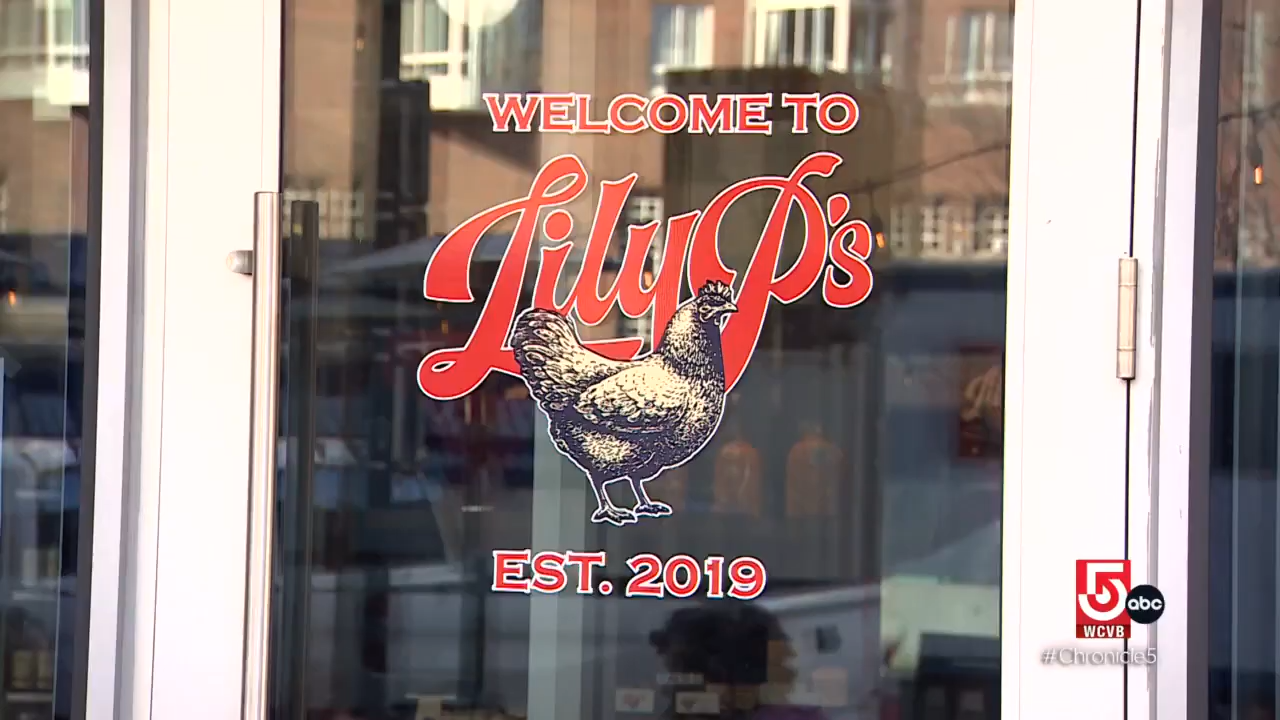 WELCOME TO
Lily P's
EST. 2019
5
abc
WCVB
#Chronicle5